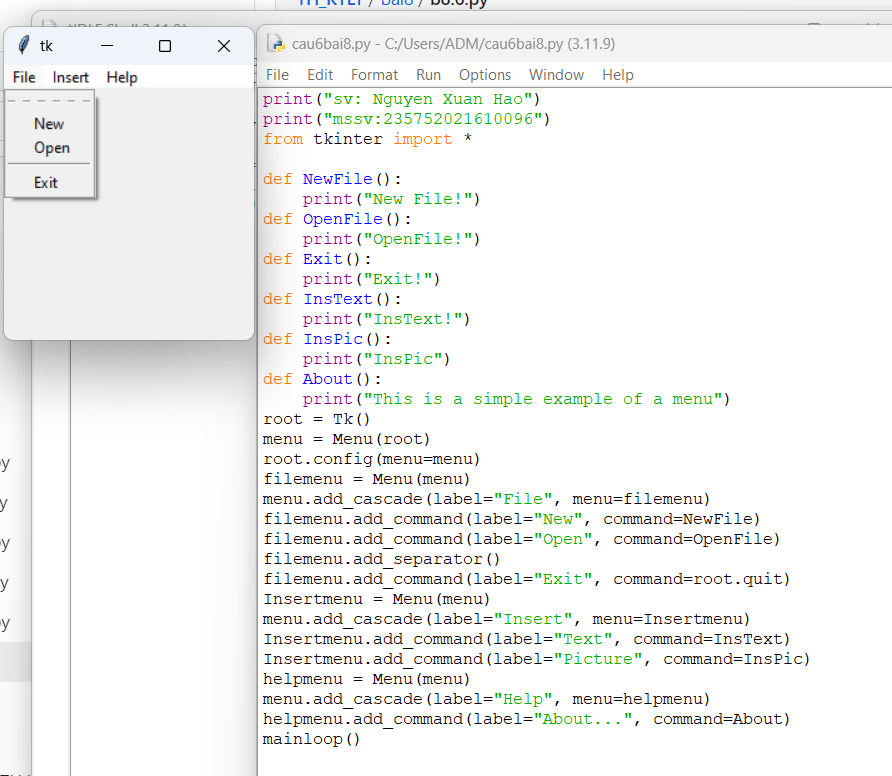 tk
File Insert Help
New
Open
Exit
cau6bai8.py - C:/Users/ADM/cau6bai8.py (3.11.9)
File Edit Format Run Options Window Help
print("sv: Nguyen Xuan Hao")
print("mssv:235752021610096")
from tkinter import *
def NewFile():
    print("New File!")
def OpenFile():
    print("OpenFile!")
def Exit():
    print("Exit!")
def InsText():
    print("InsText!")
def InsPic():
    print("InsPic")
def About():
    print("This is a simple example of a menu")
root = Tk()
menu = Menu(root)
root.config(menu=menu)
filemenu = Menu(menu)
menu.add_cascade(label="File", menu=filemenu)
filemenu.add_command(label="New", command=NewFile)
filemenu.add_command(label="Open", command=OpenFile)
filemenu.add_separator()
filemenu.add_command(label="Exit", command=root.quit)
Insertmenu = Menu(menu)
menu.add_cascade(label="Insert", menu=Insertmenu)
Insertmenu.add_command(label="Text", command=InsText)
Insertmenu.add_command(label="Picture", command=InsPic)
helpmenu = Menu(menu)
menu.add_cascade(label="Help", menu=helpmenu)
helpmenu.add_command(label="About...", command=About)
mainloop()